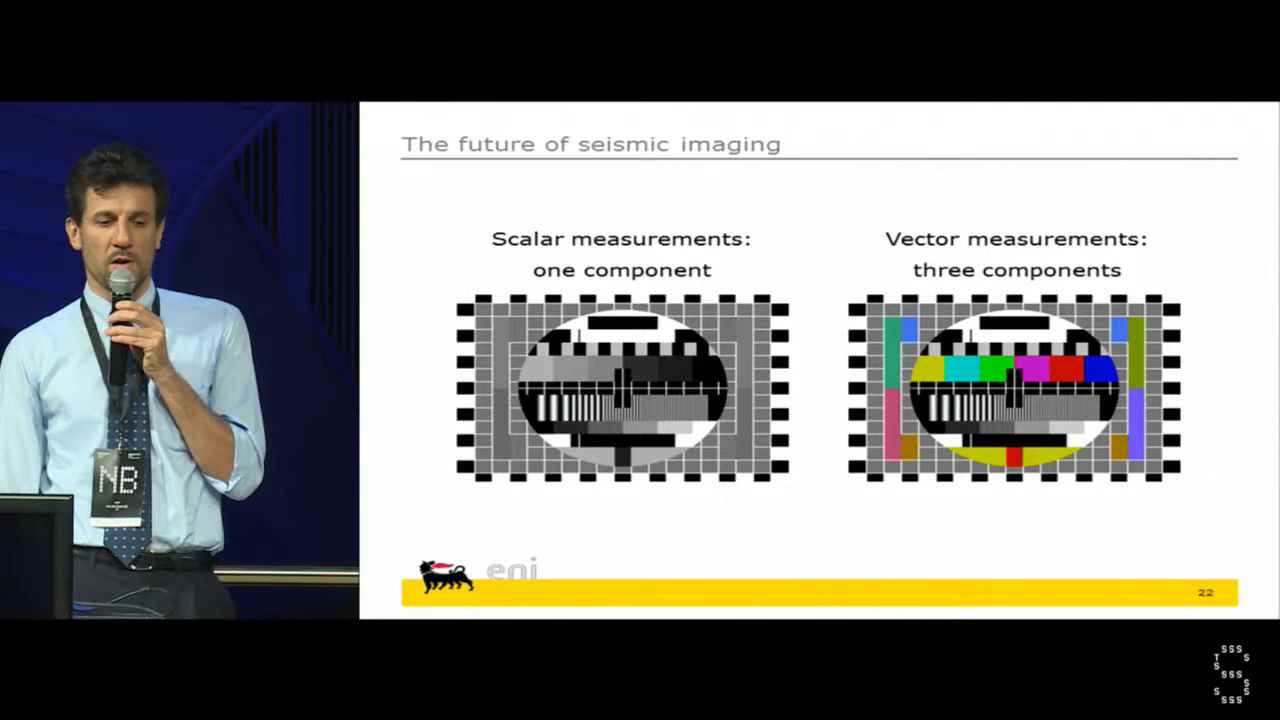 The future of seismic imaging
Scalar measurements:
one component
Vector measurements:
three components
eni
22
NB